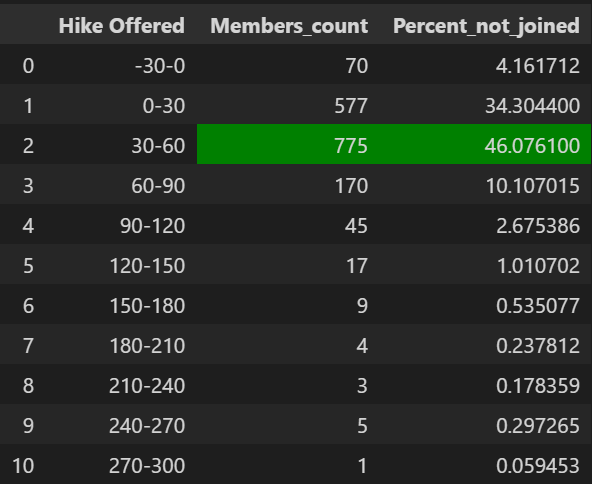 Hike Offered Members_count Percent_not_joined
0 -30-0 70 4.161712
1 0-30 577 34.304400
2 30-60 775 46.076100
3 60-90 170 10.107015
4 90-120 45 2.675386
5 120-150 17 1.010702
6 150-180 9 0.535077
7 180-210 4 0.237812
8 210-240 3 0.178359
9 240-270 5 0.297265
10 270-300 1 0.059453